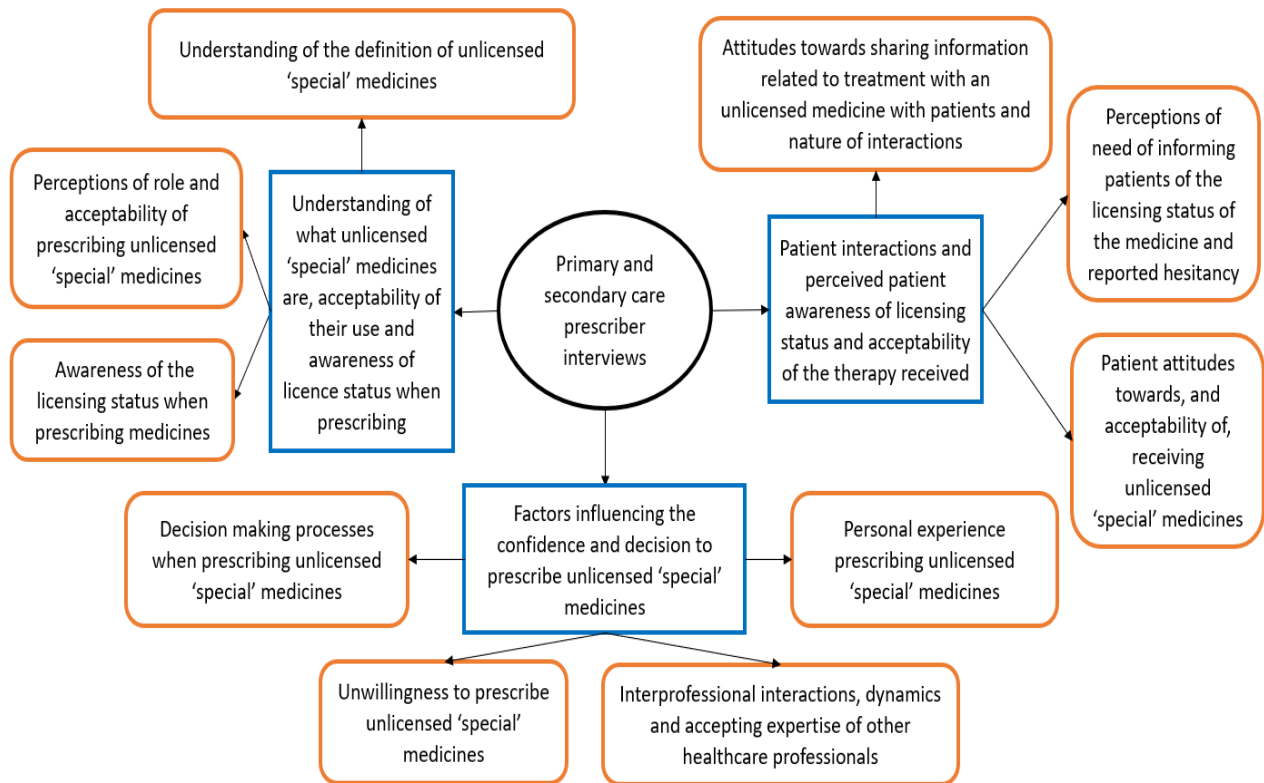 Understanding of the definition of unlicensed
‘special’ medicines
Attitudes towards sharing information
related to treatment with an
unlicensed medicine with patients and
nature of interactions
Perceptions of
need of informing
patients of the
licensing status of
the medicine and
reported hesitancy
Perceptions of role and
acceptability of
prescribing unlicensed
‘special’ medicines
Understanding of
what unlicensed
‘special’ medicines
are, acceptability of
their use and
awareness of
licence status when
prescribing
Primary and
secondary care
prescriber
interviews
Patient interactions and
perceived patient
awareness of licensing
status and acceptability
of the therapy received
Awareness of the
licensing status when
prescribing medicines
Patient attitudes
towards, and
acceptability of,
receiving
unlicensed
‘special’ medicines
Decision making processes
when prescribing unlicensed
‘special’ medicines
Factors influencing the
confidence and decision to
prescribe unlicensed ‘special’
medicines
Personal experience
prescribing unlicensed
‘special’ medicines
Unwillingness to prescribe
unlicensed ‘special’
medicines
Interprofessional interactions, dynamics
and accepting expertise of other
healthcare professionals